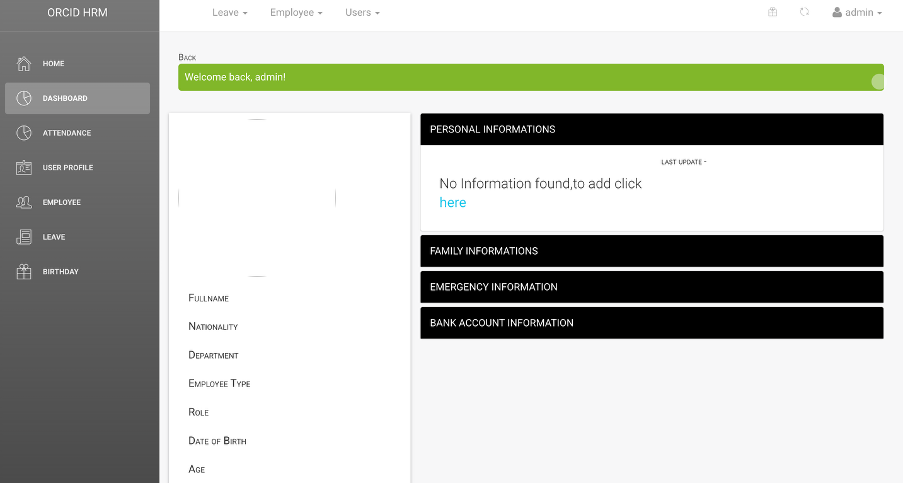 ORCID HRM
Leave
Employee
Users
admin
HOME
DASHBOARD
ATTENDANCE
USER PROFILE
EMPLOYEE
LEAVE
BIRTHDAY
Back
Welcome back, admin!
Fullname
Nationality
Department
Employee Type
Role
Date of Birth
Age
PERSONAL INFORMATIONS
LAST UPDATE -
No Information found,to add click
here
FAMILY INFORMATIONS
EMERGENCY INFORMATION
BANK ACCOUNT INFORMATION